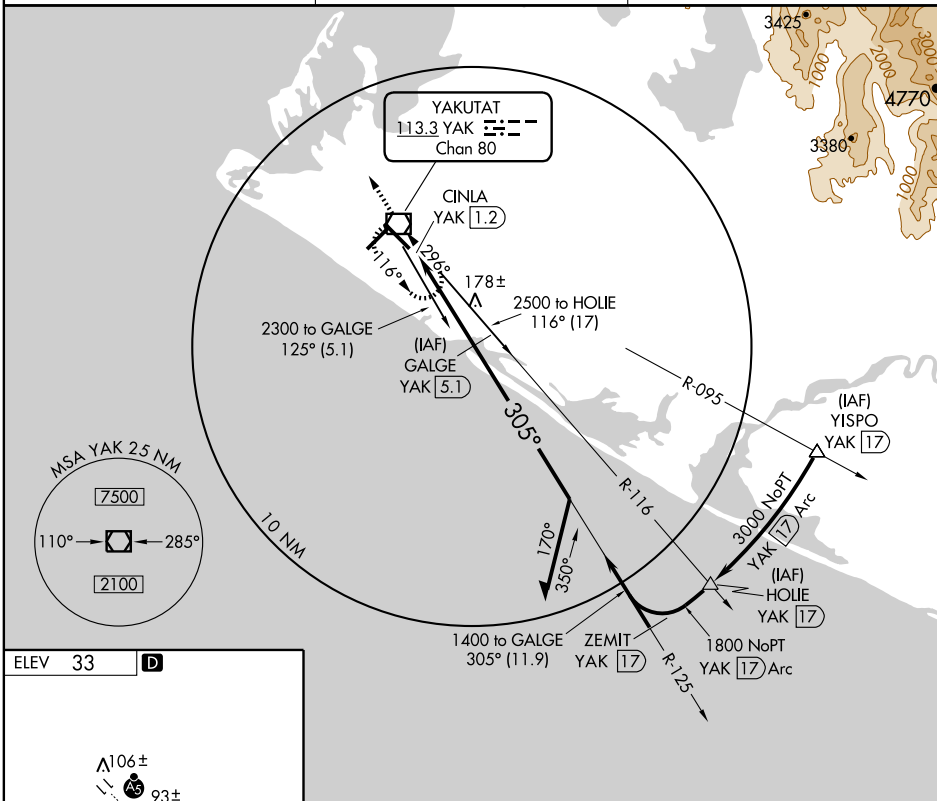 3425
3000
2000
1000
4770
3380
1000
YAKUTAT
113.3 YAK
Chan 80
CINLA
YAK 1.2
296°
116°
178±
2500 to HOLIE
116° (17)
2300 to GALGE
125° (5.1)
(IAF)
GALGE
YAK 5.1
305°
R-095
(IAF)
YISPO
YAK 17
MSA YAK 25 NM
7500
110°
285°
2100
10 NM
R-116
3000 NoPT
YAK 17 Arc
170°
350°
(IAF)
HOLIE
YAK 17
1400 to GALGE
305° (11.9)
ZEMIT
YAK 17
1800 NoPT
YAK 17 Arc
R-125
ELEV 33 D
106±
A5
93±